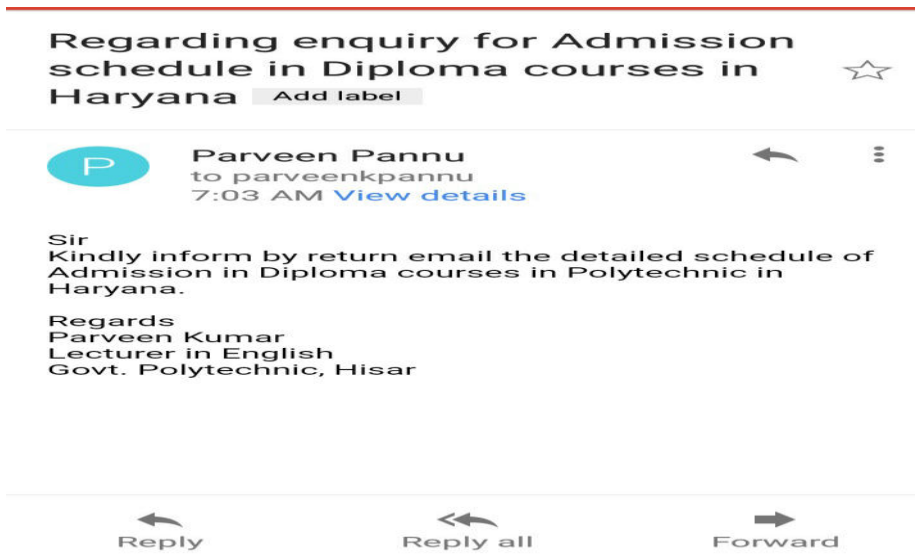 Regarding enquiry for Admission
schedule in Diploma courses in
Haryana Add label
P
Parveen Pannu
to parveenkpannu
7:03 AM View details
Sir
Kindly inform by return email the detailed schedule of
Admission in Diploma courses in Polytechnic in
Haryana.
Regards
Parveen Kumar
Lecturer in English
Govt. Polytechnic, Hisar
Reply Reply all Forward